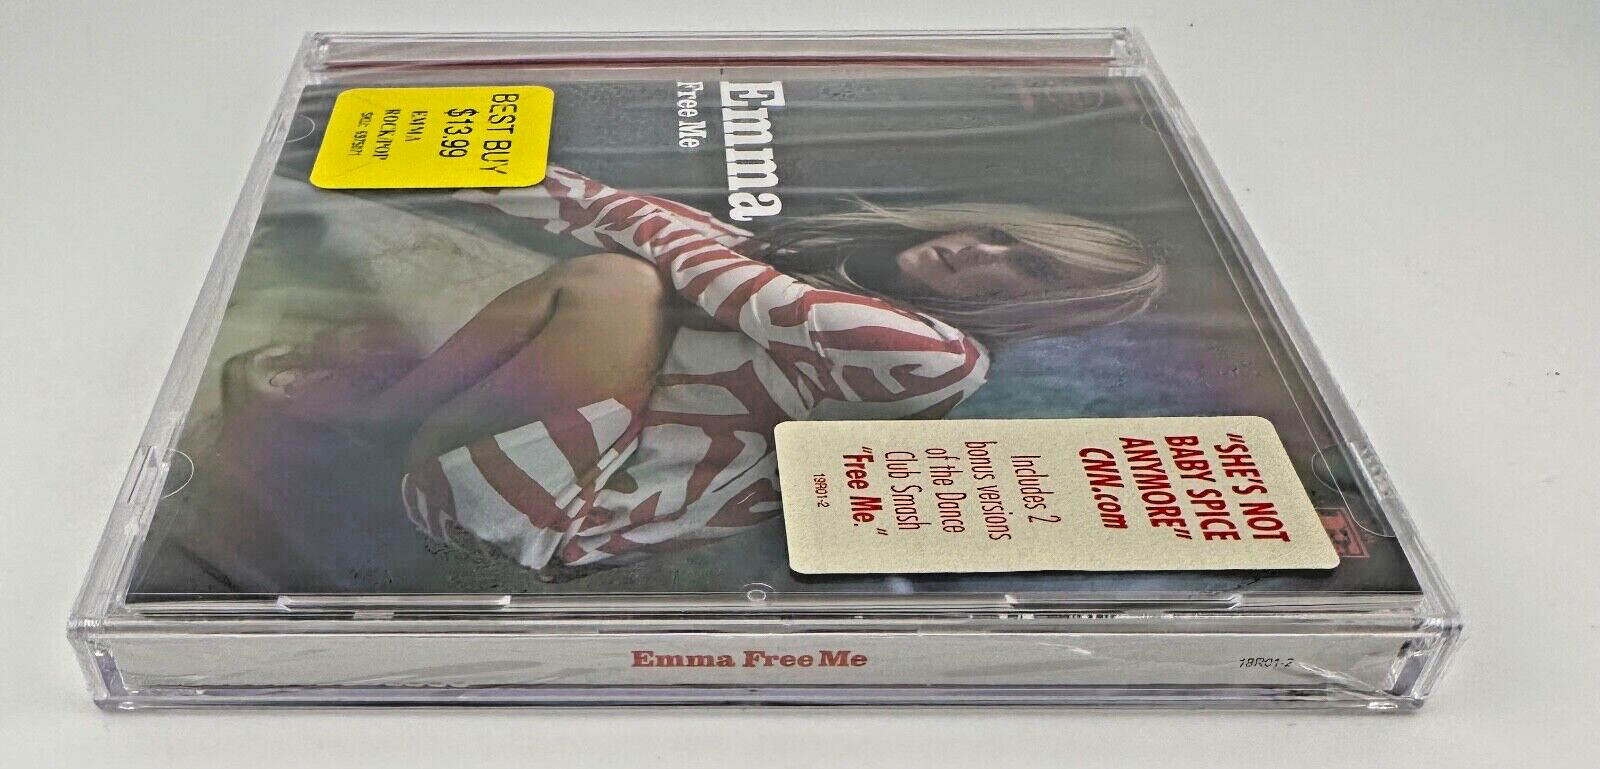 Emma
Free Me
BEST BUY
$13.99
EMMA
ROCK/POP
"SHE'S NOT
BABY SPICE
ANYMORE"
CNN.com
Includes 2
bonus versions
of the Dance
Club Smash
"Free Me."
19R01-2
Emma Free Me
19R01-2